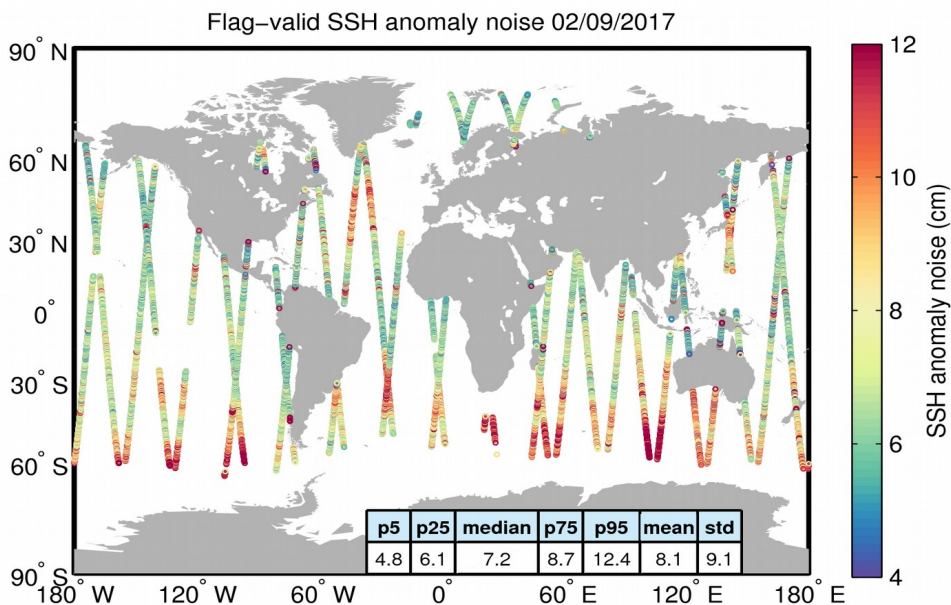 Flag-valid SSH anomaly noise 02/09/2017
90° N
60° N
30° N
0°
30° S
60° S
90° S
180° W
120° W
60° W
0°
60° E
120° E
180° E
p5 p25 median p75 p95 mean std
4.8 6.1 7.2 8.7 12.4 8.1 9.1
12
10
8
6
4
SSH anomaly noise (cm)